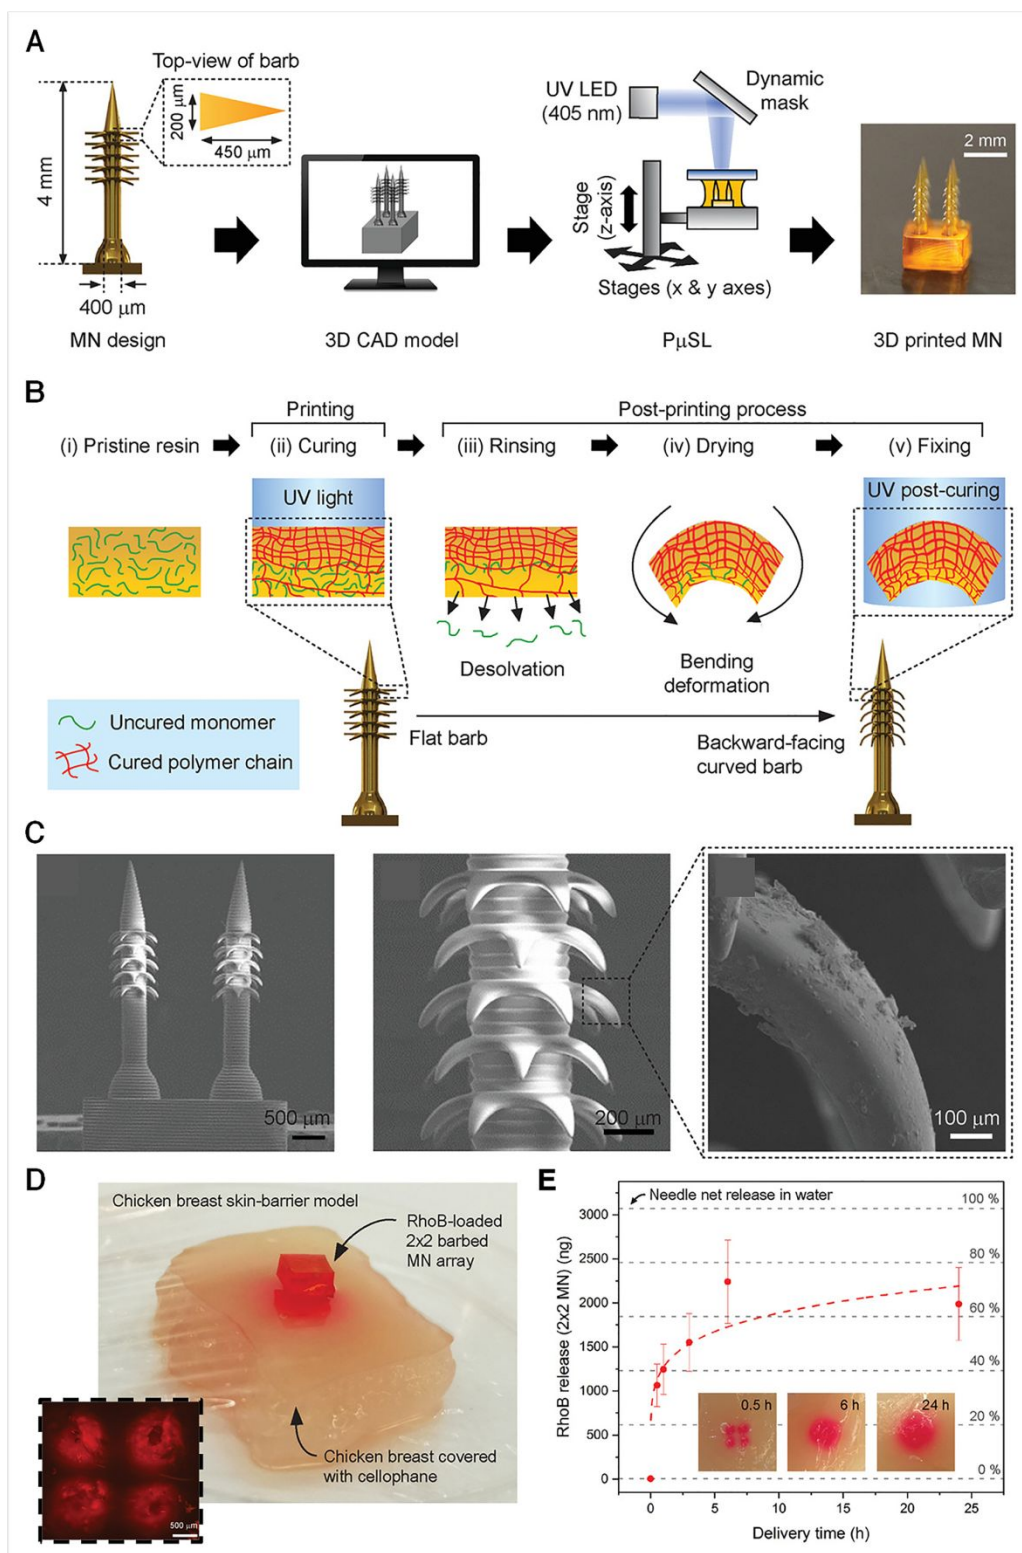 A
Top-view of barb
200 μm
450 μm
4 mm
400 μm
MN design
3D CAD model
UV LED
(405 nm)
Dynamic
mask
Stage
(z-axis)
Stages (x & y axes)
PμSL
2 mm
3D printed MN
B
Printing
Post-printing process
(i) Pristine resin
(ii) Curing
(iii) Rinsing
(iv) Drying
(v) Fixing
UV light
UV post-curing
Desolvation
Bending
deformation
Uncured monomer
Cured polymer chain
Flat barb
Backward-facing
curved barb
C
500 μm
200 μm
100 μm
D
Chicken breast skin-barrier model
RhoB-loaded
2x2 barbed
MN array
Chicken breast covered
with cellophane
500 μm
E
Needle net release in water
RhoB release (2x2 MN) (ng)
3000
2500
2000
1500
1000
500
0
100 %
80 %
60 %
40 %
20 %
0 %
0.5 h
6 h
24 h
0
5
10
15
20
25
Delivery time (h)